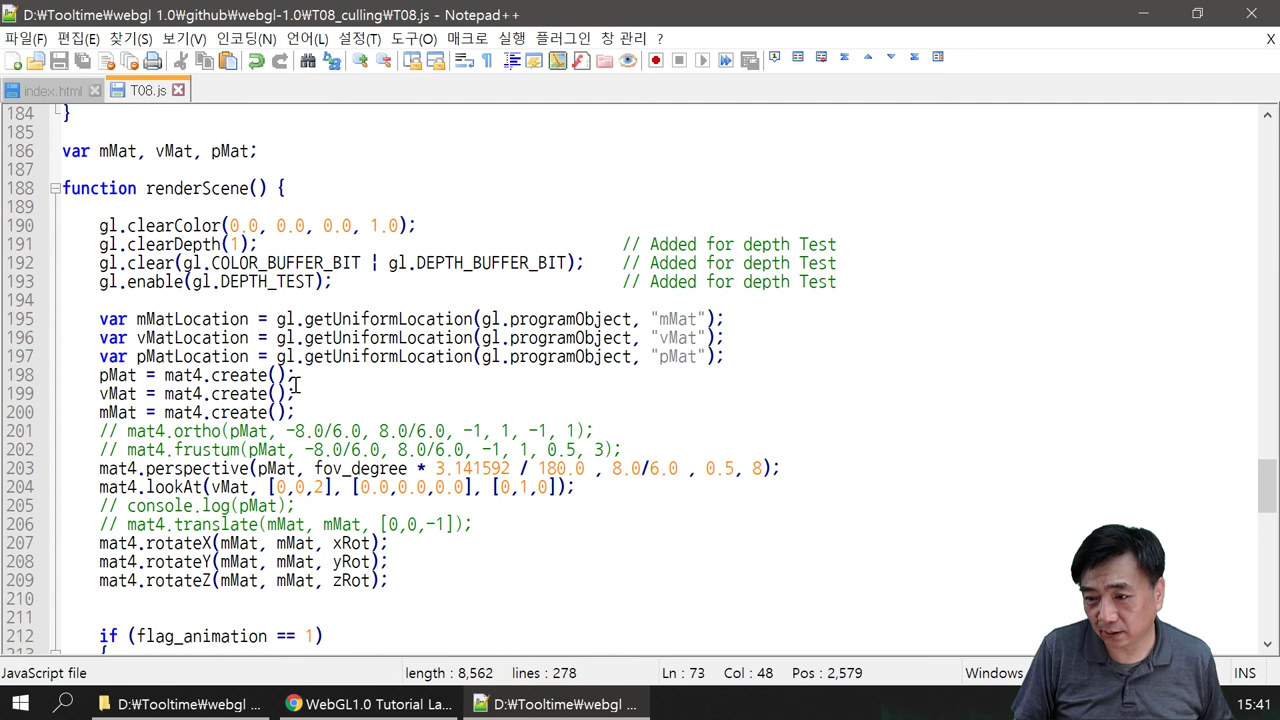 D:₩Tooltime₩webgl 1.0₩github₩webgl-1.0₩T08_culling₩T08.js - Notepad++
파일(F) 편집(E) 찾기(S) 보기(V) 인코딩(N) 언어(L) 설정(T) 도구(O) 매크로 실행 플러그인 창 관리 ? X
index.html T08.js
184 }
185
186 var mMat, vMat, pMat;
187
188 function renderScene() {
189
190 gl.clearColor(0.0, 0.0, 0.0, 1.0);
191 gl.clearDepth(1); // Added for depth Test
192 gl.clear(gl.COLOR_BUFFER_BIT | gl.DEPTH_BUFFER_BIT); // Added for depth Test
193 gl.enable(gl.DEPTH_TEST); // Added for depth Test
194
195 var mMatLocation = gl.getUniformLocation(gl.programObject, "mMat");
196 var vMatLocation = gl.getUniformLocation(gl.programObject, "vMat");
197 var pMatLocation = gl.getUniformLocation(gl.programObject, "pMat");
198 pMat = mat4.create();
199 vMat = mat4.create();
200 mMat = mat4.create();
201 // mat4.ortho(pMat, -8.0/6.0, 8.0/6.0, -1, 1, -1, 1);
202 // mat4.frustum(pMat, -8.0/6.0, 8.0/6.0, -1, 1, 0.5, 3);
203 mat4.perspective(pMat, fov_degree * 3.141592 / 180.0 , 8.0/6.0 , 0.5, 8);
204 mat4.lookAt(vMat, [0,0,2], [0.0,0.0,0.0], [0,1,0]);
205 // console.log(pMat);
206 // mat4.translate(mMat, mMat, [0,0,-1]);
207 mat4.rotateX(mMat, mMat, xRot);
208 mat4.rotateY(mMat, mMat, yRot);
209 mat4.rotateZ(mMat, mMat, zRot);
210
211
212 if (flag_animation == 1)
213 {
JavaScript file length : 8,562 lines : 278 Ln : 73 Col : 48 Pos : 2,579 Windows INS
D:₩Tooltime₩webgl ... WebGL1.0 Tutorial La... D:₩Tooltime₩webgl ... 15:41